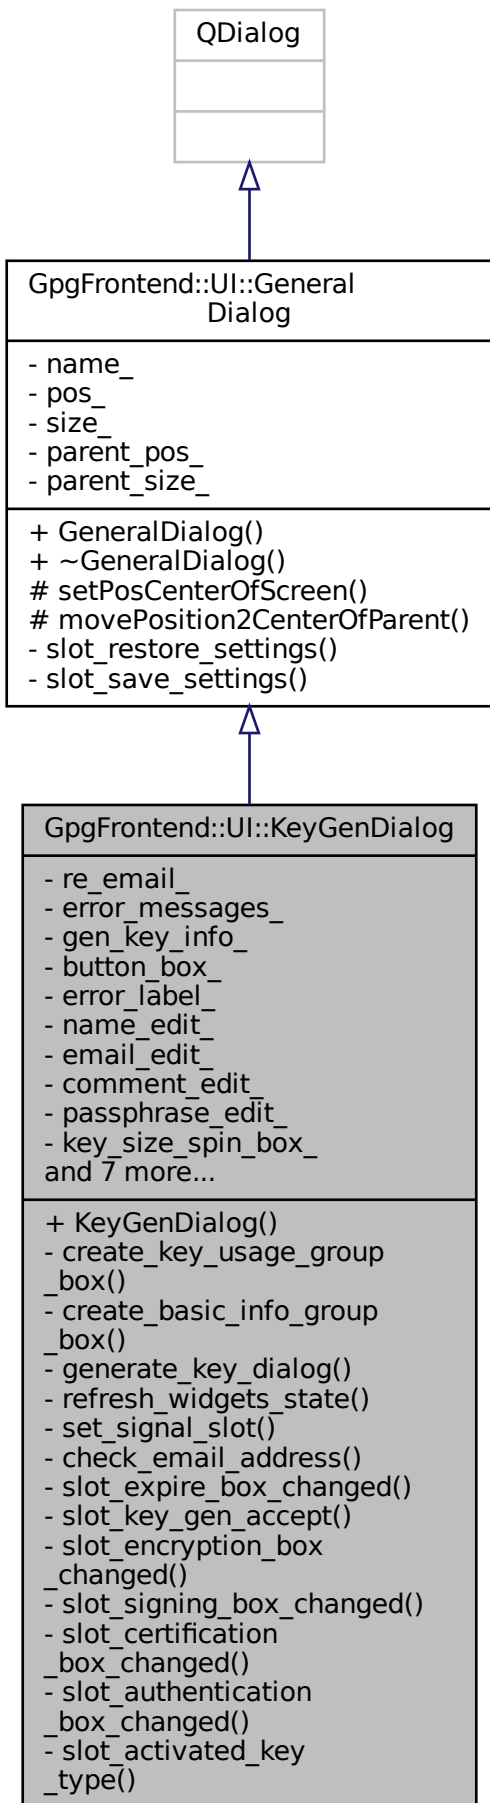 QDialog
GpgFrontend::UI::General
Dialog
- name_
- pos_
- size_
- parent_pos_
- parent_size_
+ GeneralDialog()
+ ~GeneralDialog()
# setPosCenterOfScreen()
# movePosition2CenterOfParent()
- slot_restore_settings()
- slot_save_settings()
GpgFrontend::UI::KeyGenDialog
- re_email_
- error_messages_
- gen_key_info_
- button_box_
- error_label_
- name_edit_
- email_edit_
- comment_edit_
- passphrase_edit_
- key_size_spin_box_
and 7 more...
+ KeyGenDialog()
- create_key_usage_group
_box()
- create_basic_info_group
_box()
- generate_key_dialog()
- refresh_widgets_state()
- set_signal_slot()
- check_email_address()
- slot_expire_box_changed()
- slot_key_gen_accept()
- slot_encryption_box
_changed()
- slot_signing_box_changed()
- slot_certification
_box_changed()
- slot_authentication
_box_changed()
- slot_activated_key
_type()